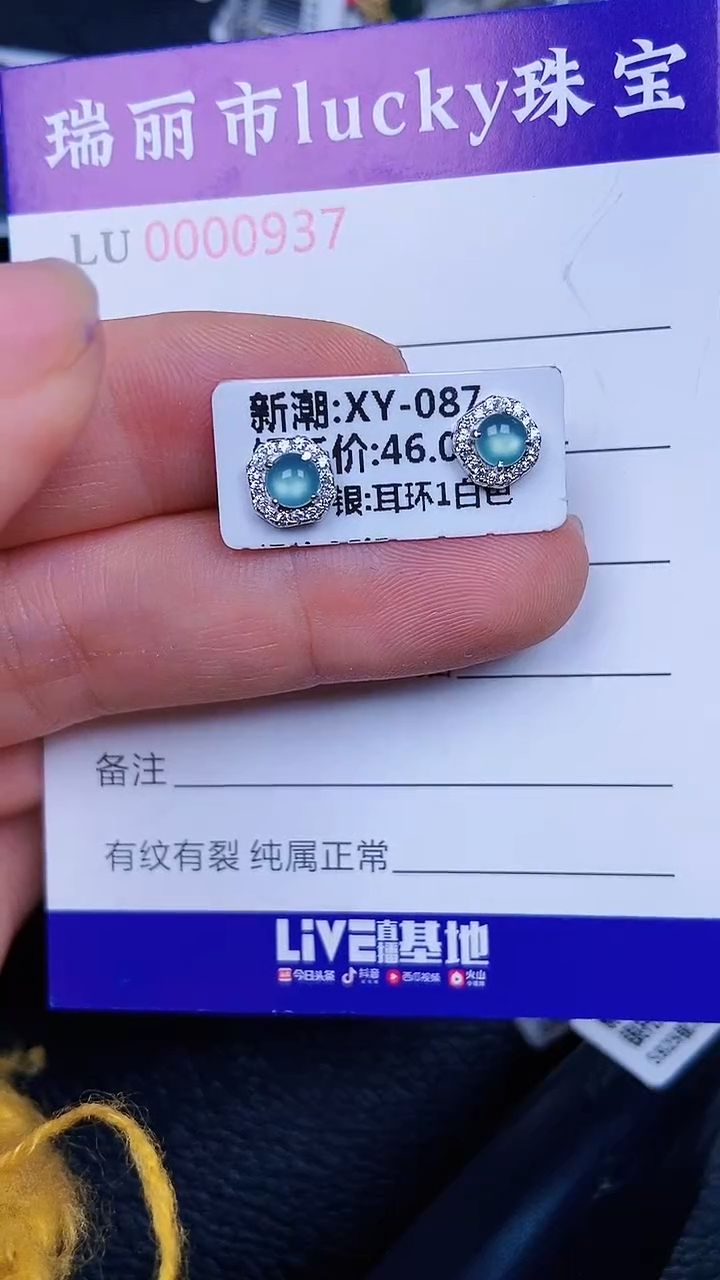 瑞丽市lucky珠宝
LU 0000937
新潮:XY-087
价:46.0
银:耳环1白色
备注
有纹有裂 纯属正常
LiVE直播基地
今日头条 抖音 西瓜视频 火山